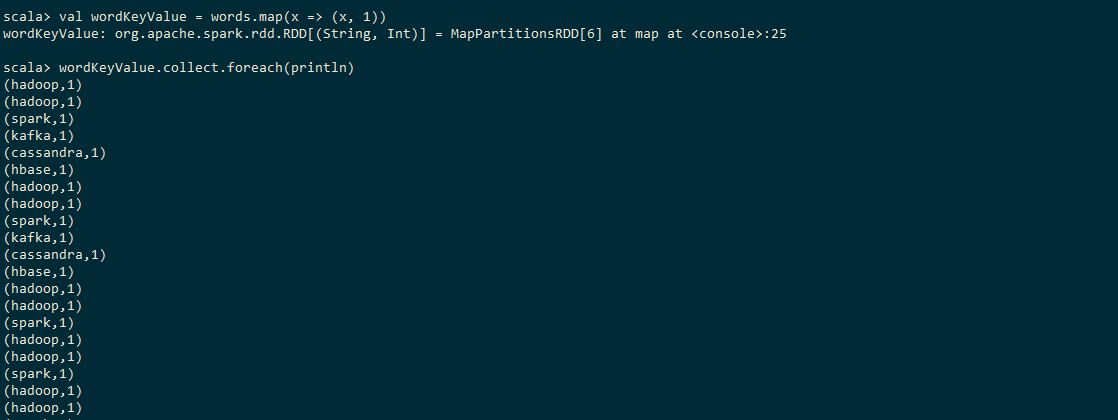 scala> val wordKeyValue = words.map(x => (x, 1))
wordKeyValue: org.apache.spark.rdd.RDD[(String, Int)] = MapPartitionsRDD[6] at map at <console>:25
scala> wordKeyValue.collect.foreach(println)
(hadoop,1)
(hadoop,1)
(spark,1)
(kafka,1)
(cassandra,1)
(hbase,1)
(hadoop,1)
(hadoop,1)
(spark,1)
(kafka,1)
(cassandra,1)
(hbase,1)
(hadoop,1)
(hadoop,1)
(spark,1)
(hadoop,1)
(hadoop,1)
(spark,1)
(hadoop,1)
(hadoop,1)